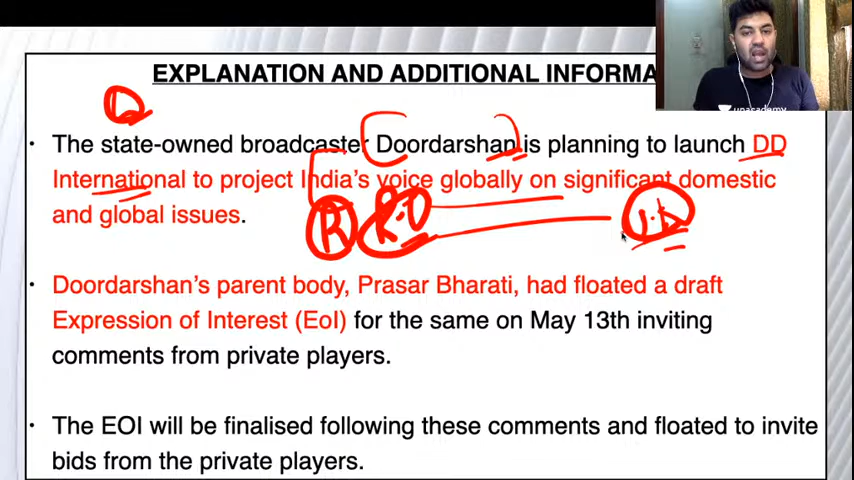 EXPLANATION AND ADDITIONAL INFORMA
unacademy
• The state-owned broadcaster Doordarshan is planning to launch DD
International to project India's voice globally on significant domestic
and global issues.
• Doordarshan's parent body, Prasar Bharati, had floated a draft
Expression of Interest (EoI) for the same on May 13th inviting
comments from private players.
• The EOI will be finalised following these comments and floated to invite
bids from the private players.